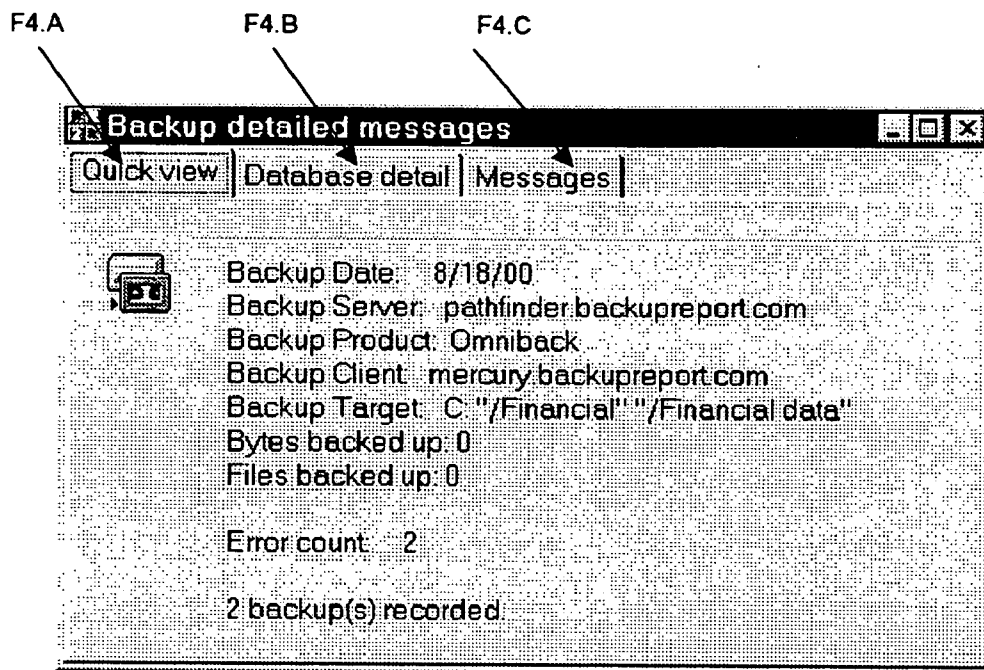 F4.A F4.B F4.C
Backup detailed messages
Quick view Database detail Messages
Backup Date: 8/18/00
Backup Server: pathfinder.backupreport.com
Backup Product: Omniback
Backup Client: mercury.backupreport.com
Backup Target: C: "/Financial" "/Financial data"
Bytes backed up: 0
Files backed up: 0
Error count: 2
2 backup(s) recorded.